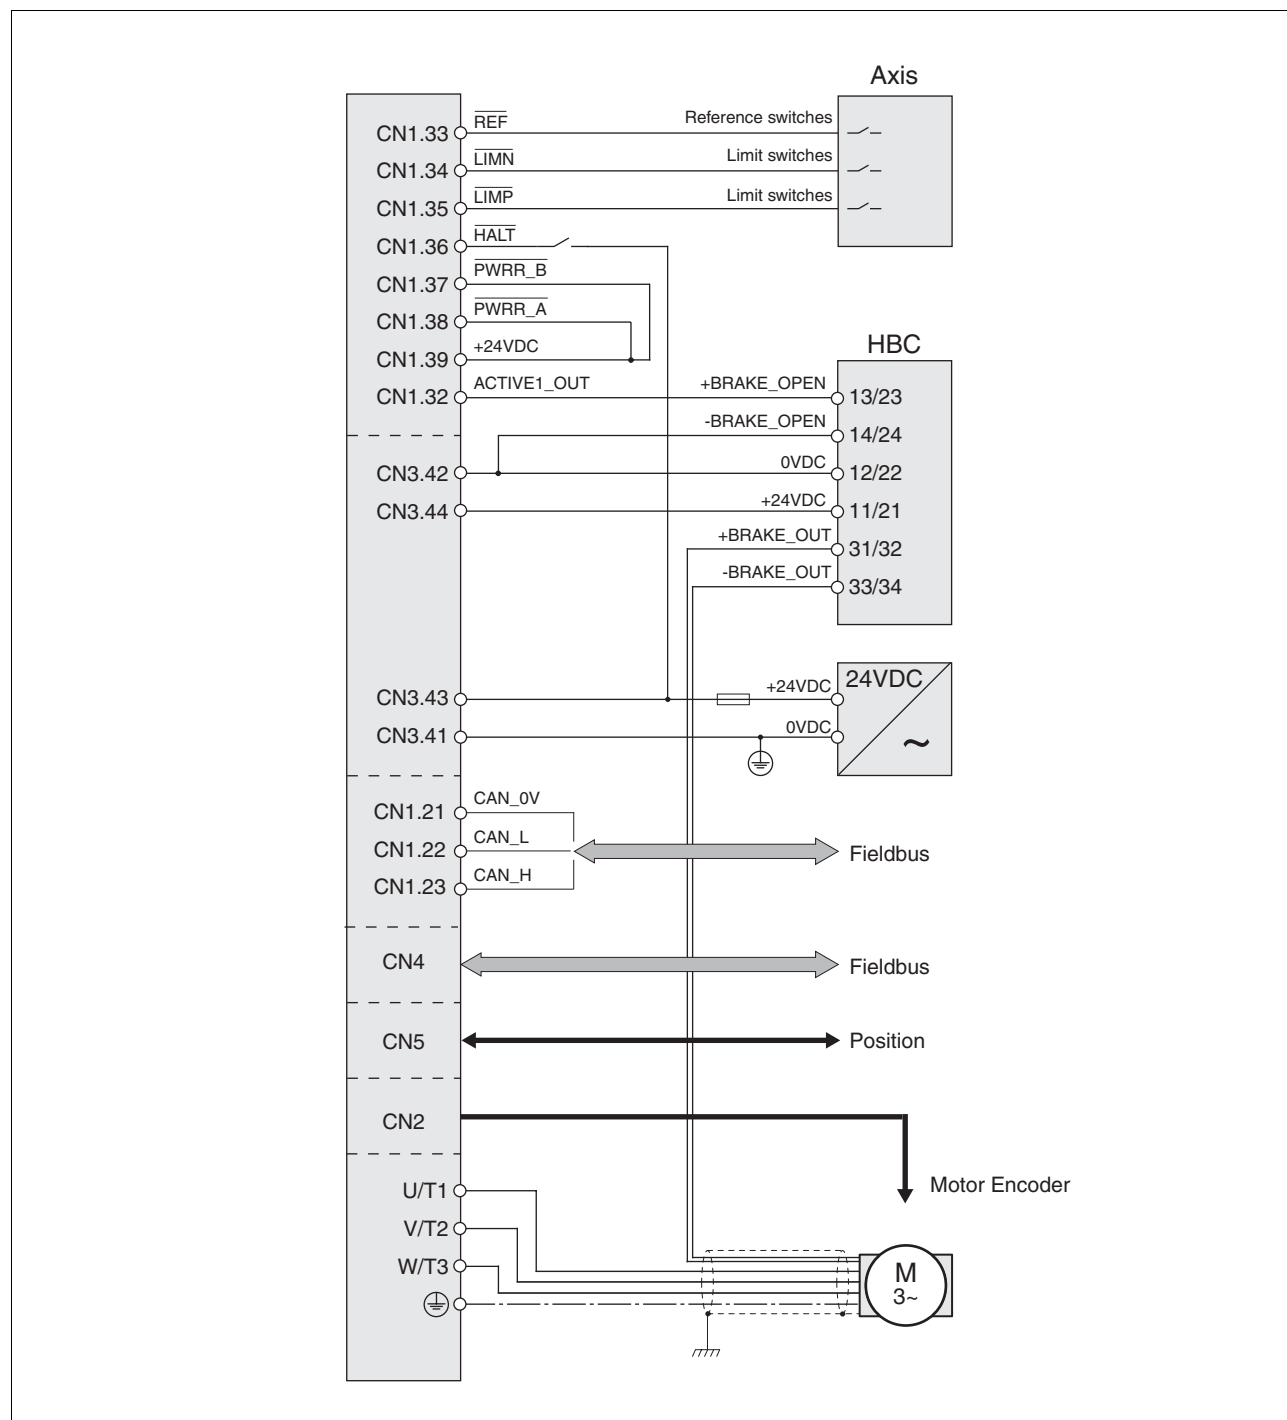 Axis
CN1.33 REF Reference switches
CN1.34 LIMN Limit switches
CN1.35 LIMP Limit switches
CN1.36 HALT
CN1.37 PWRR_B
CN1.38 PWRR_A
CN1.39 +24VDC
HBC
CN1.32 ACTIVE1_OUT +BRAKE_OPEN 13/23
-BRAKE_OPEN 14/24
CN3.42 0VDC 12/22
CN3.44 +24VDC 11/21
+BRAKE_OUT 31/32
-BRAKE_OUT 33/34
24VDC
CN3.43 +24VDC
CN3.41 0VDC
~
CN1.21 CAN_0V
CN1.22 CAN_L Fieldbus
CN1.23 CAN_H
CN4 Fieldbus
CN5 Position
CN2
Motor Encoder
U/T1
V/T2
W/T3
M
3~